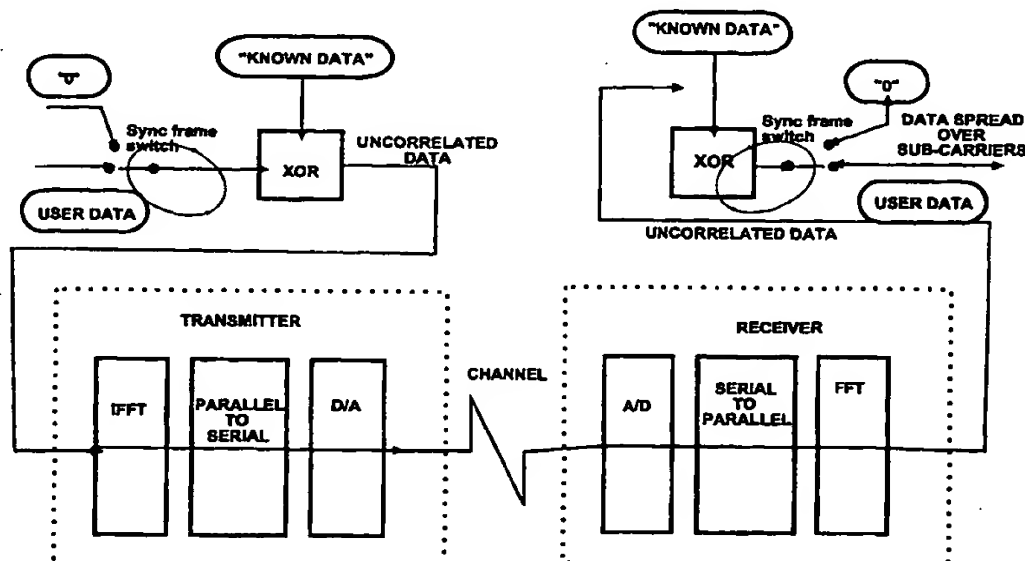 "KNOWN DATA"
"0"
Sync frame
switch
XOR
UNCORRELATED
DATA
USER DATA
"KNOWN DATA"
"0"
Sync frame
switch
XOR
DATA SPREAD
OVER
SUB-CARRIERS
USER DATA
UNCORRELATED DATA
TRANSMITTER
IFFT
PARALLEL
TO
SERIAL
D/A
CHANNEL
RECEIVER
A/D
SERIAL
TO
PARALLEL
FFT